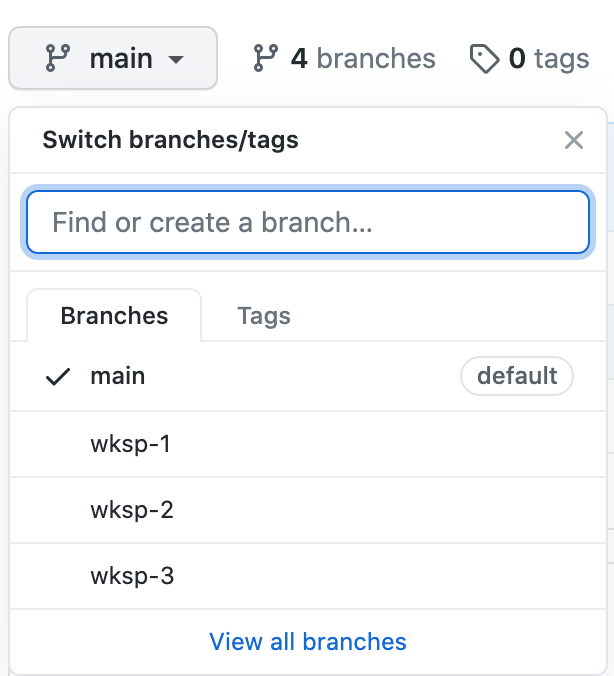 main 4 branches 0 tags
Switch branches/tags
Find or create a branch...
Branches Tags
main default
wksp-1
wksp-2
wksp-3
View all branches